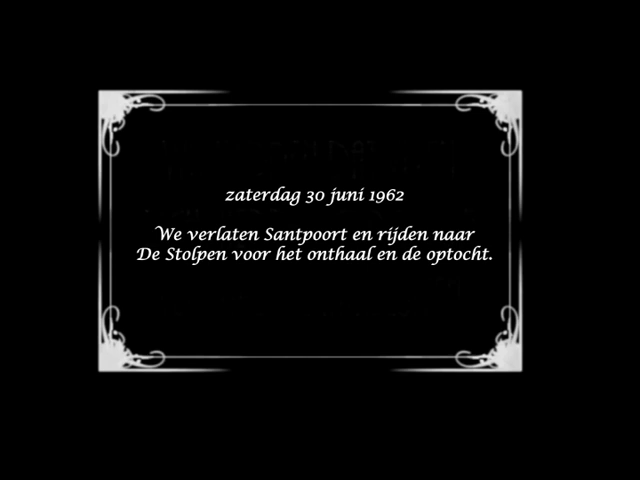 zaterdag 30 juni 1962
We verlaten Santpoort en rijden naar
De Stolpen voor het onthaal en de optocht.